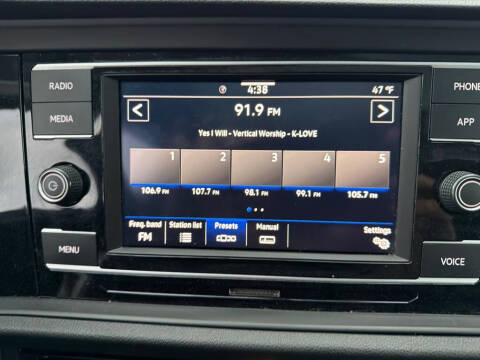 RADIO
MEDIA
MENU
4:38
47 °F
91.9 FM
Yes I Will - Vertical Worship - K-LOVE
1 2 3 4 5
106.9 FM 107.7 FM 98.1 FM 99.1 FM 105.7 FM
Freq. band Station list Presets Manual Settings
FM
PHONE
APP
VOICE